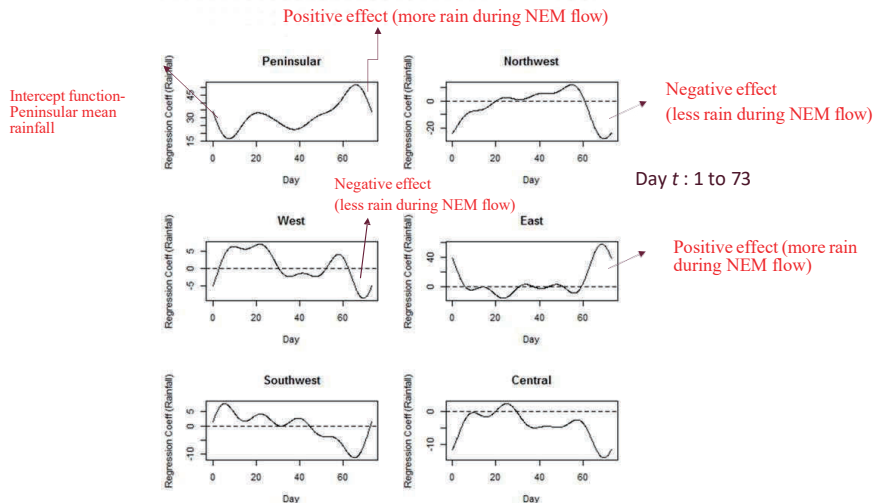 Positive effect (more rain during NEM flow)
Peninsular
Regression Coeff (Rainfall)
15
30
45
0
20
40
60
Day
Intercept function-
Peninsular mean
rainfall
Northwest
Regression Coeff (Rainfall)
-20
0
0
20
40
60
Day
Negative effect
(less rain during NEM flow)
Day t : 1 to 73
Negative effect
(less rain during NEM flow)
West
Regression Coeff (Rainfall)
-5
0
5
0
20
40
60
Day
East
Regression Coeff (Rainfall)
0
20
40
0
20
40
60
Day
Positive effect (more rain
during NEM flow)
Southwest
Regression Coeff (Rainfall)
-10
0
5
0
20
40
60
Day
Central
Regression Coeff (Rainfall)
-10
0
0
20
40
60
Day